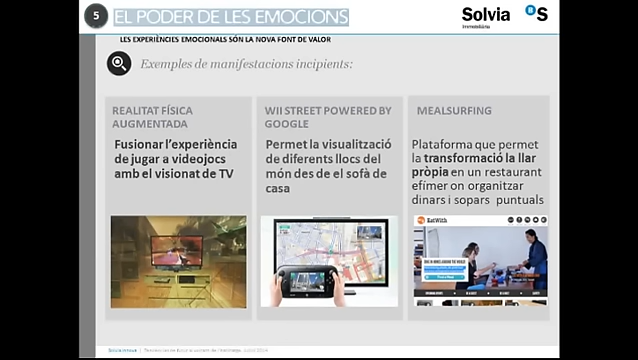 5 EL PODER DE LES EMOCIONS
Solvia
Immobiliària
B S
LES EXPERIÈNCIES EMOCIONALS SÓN LA NOVA FONT DE VALOR
Exemples de manifestacions incipients:
REALITAT FÍSICA
AUGMENTADA
Fusionar l'experiència
de jugar a videojocs
amb el visionat de TV
WII STREET POWERED BY
GOOGLE
Permet la visualització
de diferents llocs del
món des de el sofà de
casa
MEALSURFING
Plataforma que permet
la transformació la llar
pròpia en un restaurant
efímer on organitzar
dinars i sopars puntuals
EatWith